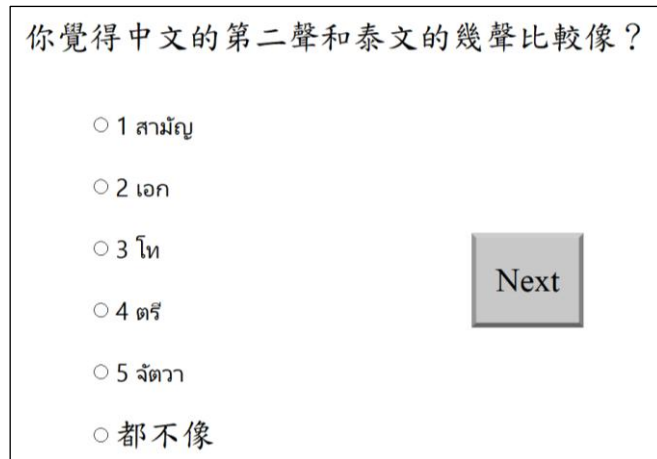 你覺得中文的第二聲和泰文的幾聲比較像？
1 สามัญ
2 เอก
3 โท
Next
4 ตรี
5 จัตวา
都不像